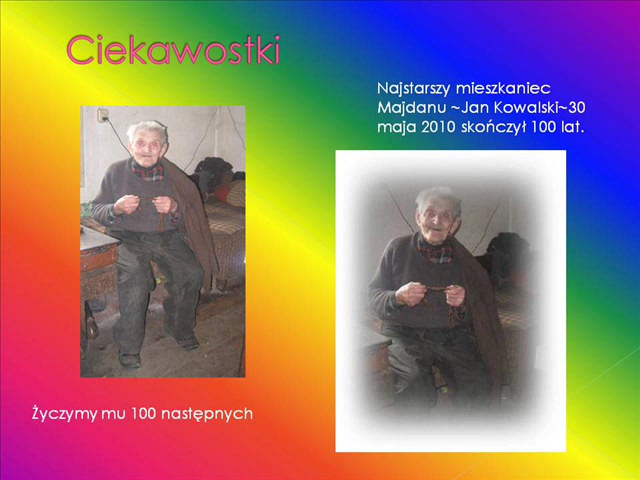 Ciekawostki
Najstarszy mieszkaniec
Majdanu ~Jan Kowalski~30
maja 2010 skończył 100 lat.
Życzymy mu 100 następnych